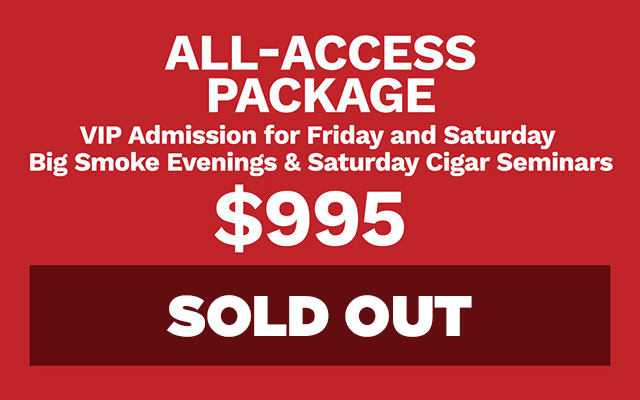 ALL-ACCESS
PACKAGE
VIP Admission for Friday and Saturday
Big Smoke Evenings & Saturday Cigar Seminars
$995
SOLD OUT